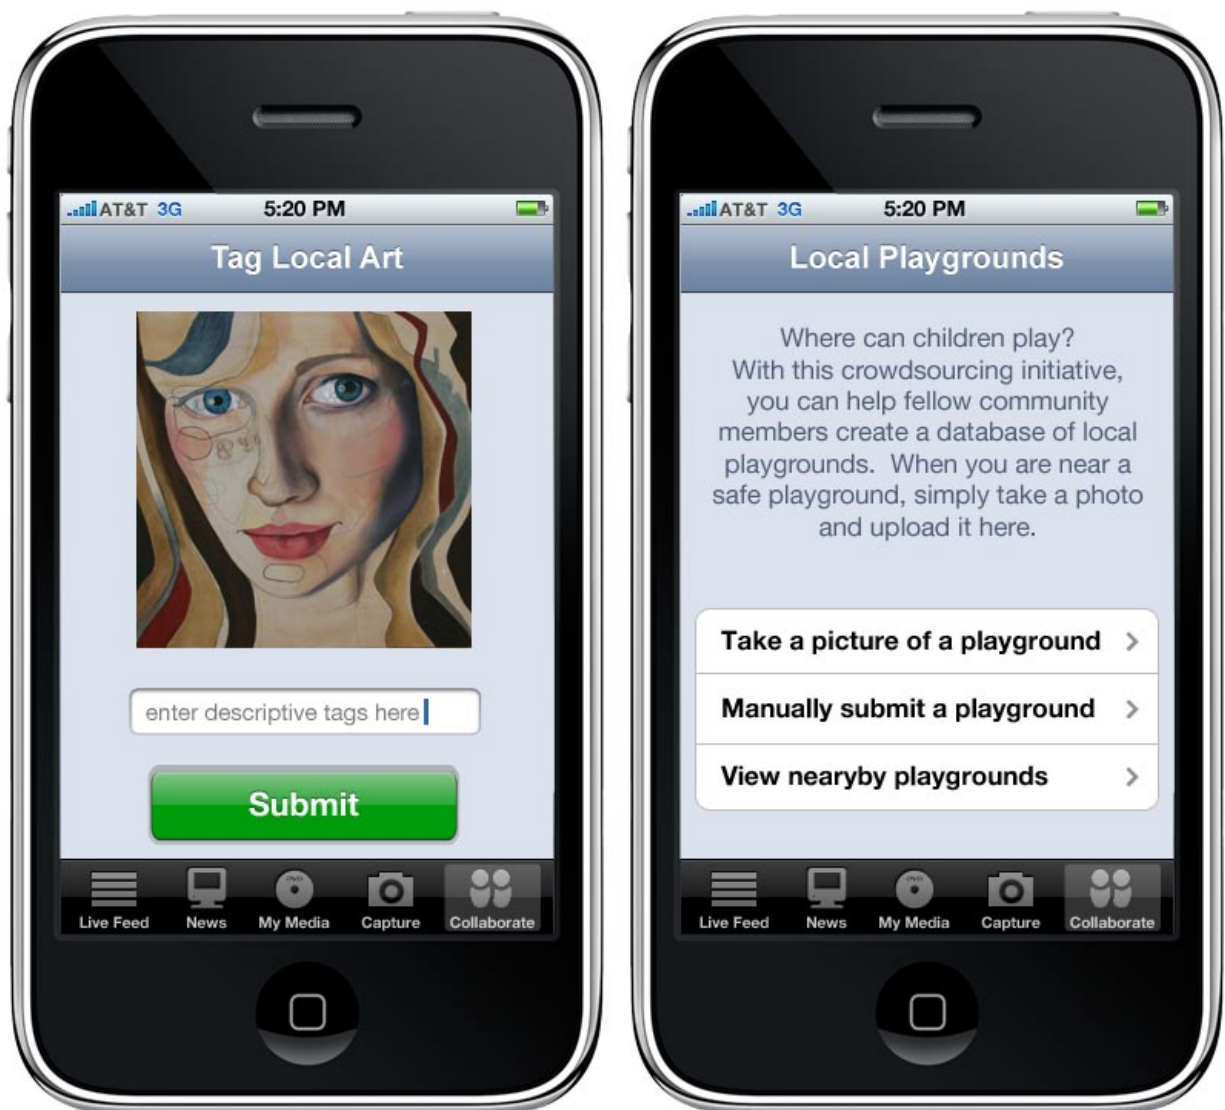 AT&T 3G 5:20 PM
Tag Local Art
enter descriptive tags here
Submit
Live Feed News My Media Capture Collaborate
AT&T 3G 5:20 PM
Local Playgrounds
Where can children play?
With this crowdsourcing initiative,
you can help fellow community
members create a database of local
playgrounds. When you are near a
safe playground, simply take a photo
and upload it here.
Take a picture of a playground
Manually submit a playground
View nearyby playgrounds
Live Feed News My Media Capture Collaborate